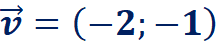 v⃗ = (−2; −1)